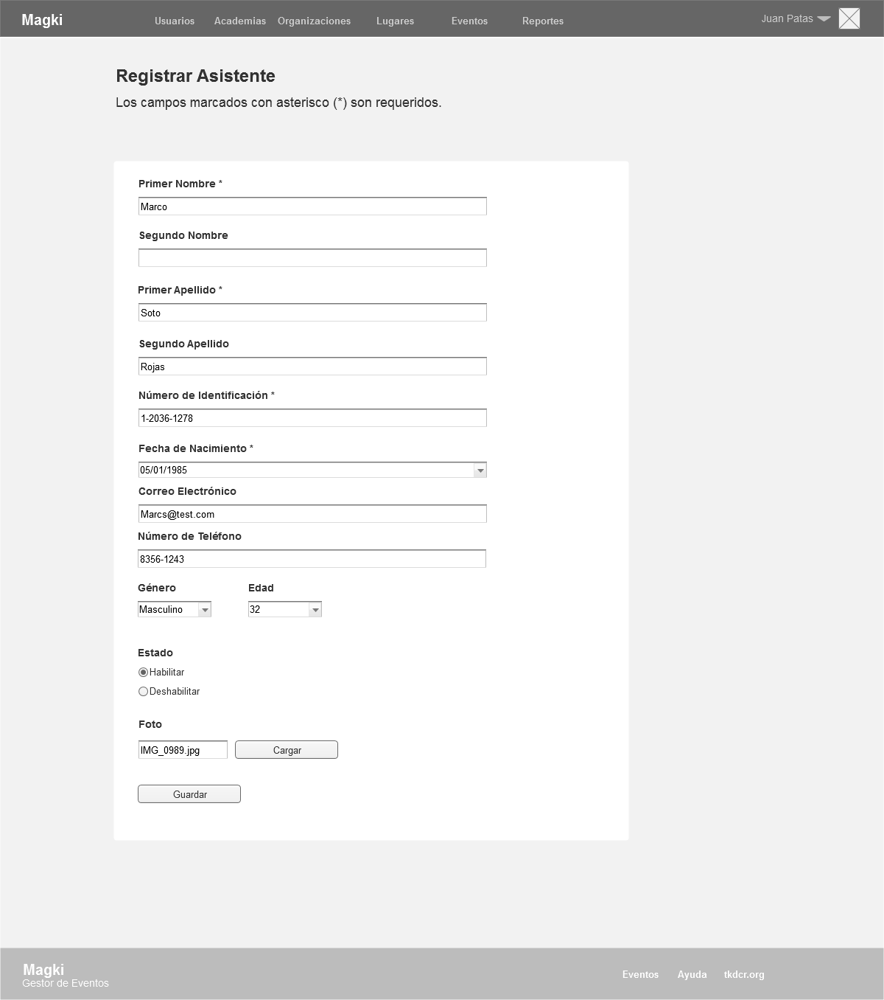 Magki Usuarios Academias Organizaciones Lugares Eventos Reportes Juan Patas
Registrar Asistente
Los campos marcados con asterisco (*) son requeridos.
Primer Nombre *
Marco
Segundo Nombre
Primer Apellido *
Soto
Segundo Apellido
Rojas
Número de Identificación *
1-2036-1278
Fecha de Nacimiento *
05/01/1985
Correo Electrónico
Marcs@test.com
Número de Teléfono
8356-1243
Género Edad
Masculino 32
Estado
Habilitar
Deshabilitar
Foto
IMG_0989.jpg Cargar
Guardar
Magki
Gestor de Eventos
Eventos Ayuda tkdcr.org